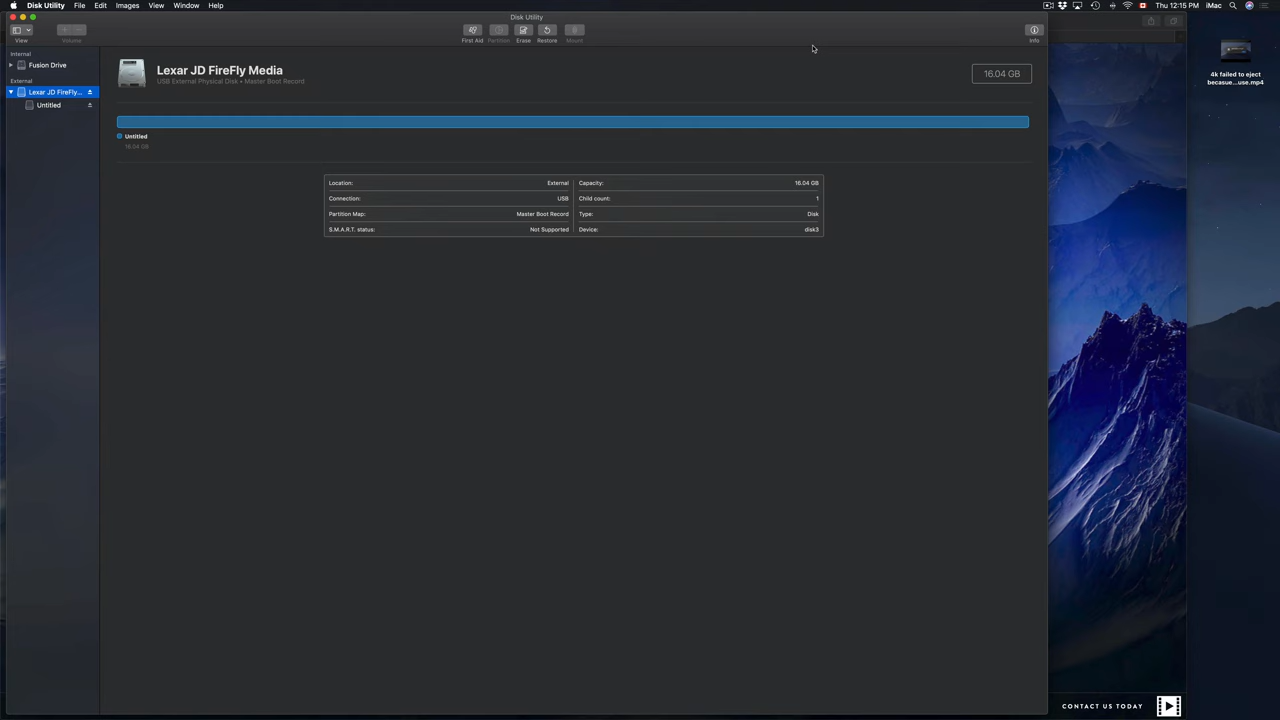 Disk Utility File Edit Images View Window Help Thu 12:15 PM iMac
Disk Utility
View Volume First Aid Partition Erase Restore Mount Info
Internal
Fusion Drive
External
Lexar JD FireFly...
Untitled
Lexar JD FireFly Media
USB External Physical Disk • Master Boot Record
16.04 GB
Untitled
16.04 GB
Location: External Capacity: 16.04 GB
Connection: USB Child count: 1
Partition Map: Master Boot Record Type: Disk
S.M.A.R.T. status: Not Supported Device: disk3
4k failed to eject
becasue...use.mp4
CONTACT US TODAY